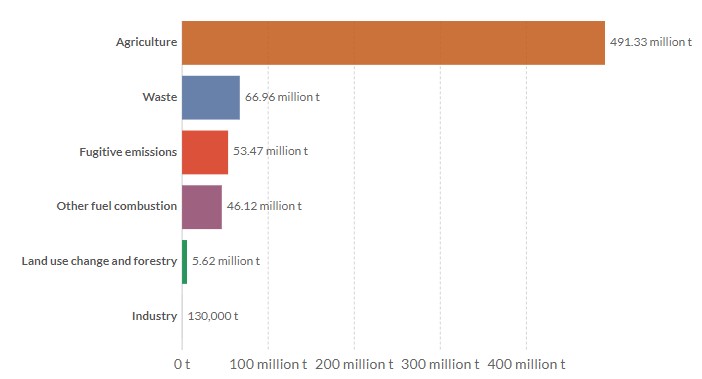 Agriculture 491.33 million t
Waste 66.96 million t
Fugitive emissions 53.47 million t
Other fuel combustion 46.12 million t
Land use change and forestry 5.62 million t
Industry 130,000 t
0 t 100 million t 200 million t 300 million t 400 million t